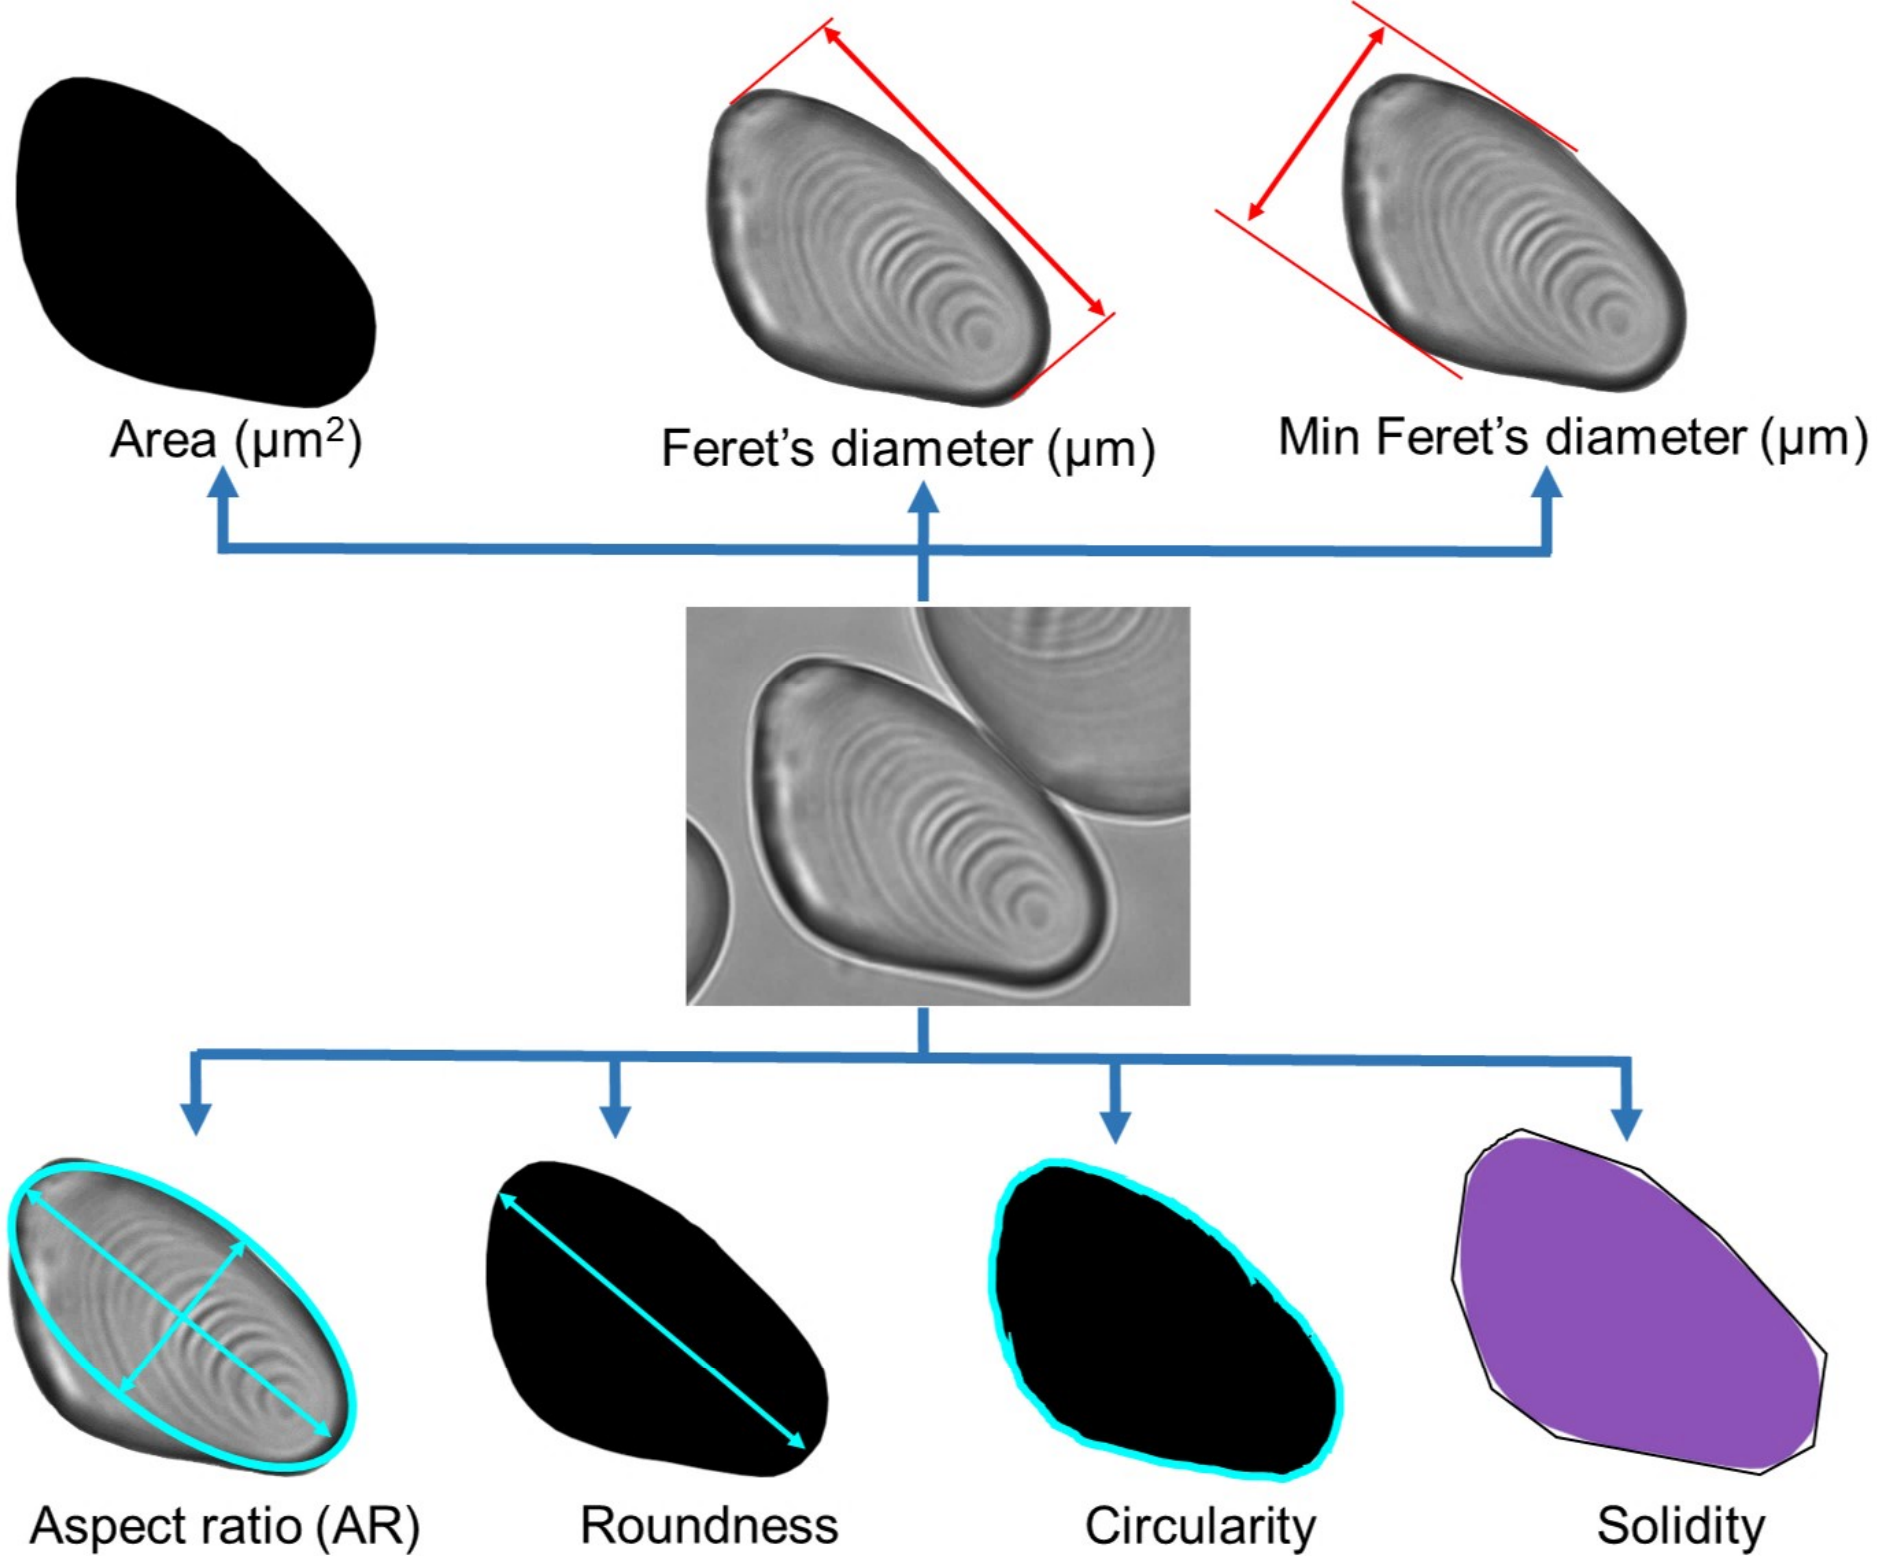 Area (µm²)
Feret’s diameter (µm)
Min Feret’s diameter (µm)
Aspect ratio (AR)
Roundness
Circularity
Solidity